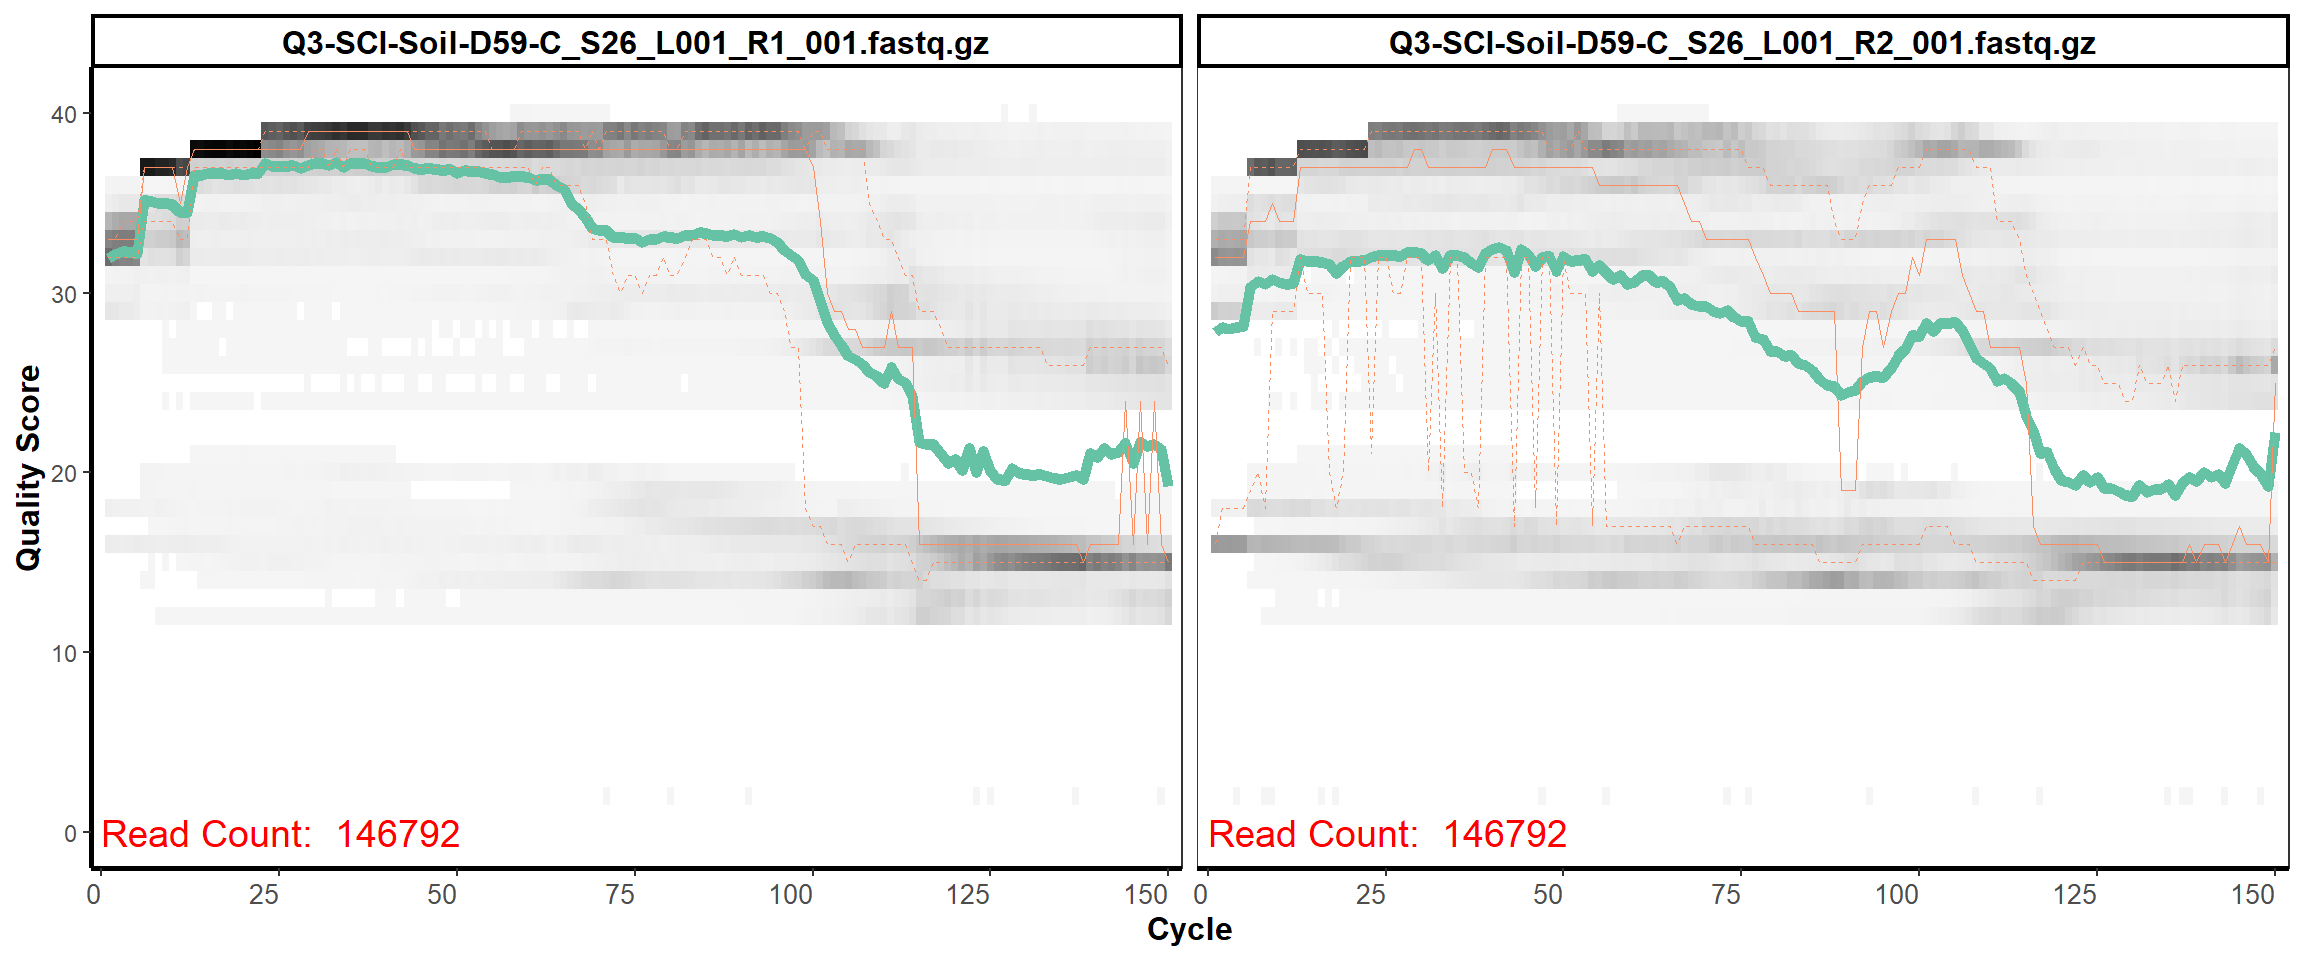 Q3-SCI-Soil-D59-C_S26_L001_R1_001.fastq.gz
Q3-SCI-Soil-D59-C_S26_L001_R2_001.fastq.gz
Quality Score
40
30
20
10
0
Read Count: 146792
Read Count: 146792
0 25 50 75 100 125 150
0 25 50 75 100 125 150
Cycle